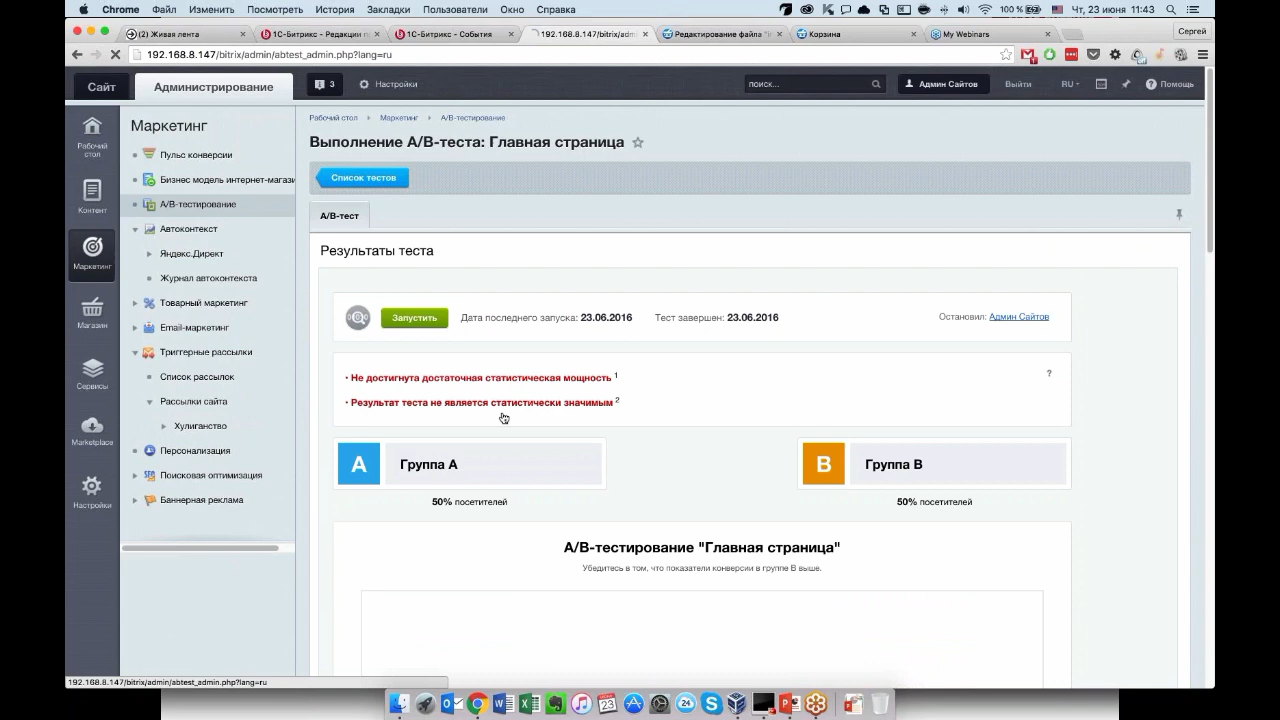 Chrome Файл Изменить Посмотреть История Закладки Пользователи Окно Справка 100 % Чт, 23 июня 11:43
(2) Живая лента
1С-Битрикс - Редакции п
1С-Битрикс - События
192.168.8.147/bitrix/admi
Редактирование файла "i
Корзина
My Webinars
Сергей
192.168.8.147/bitrix/admin/abtest_admin.php?lang=ru
Сайт
Администрирование
3
Настройки
поиск...
Админ Сайтов
Выйти
RU
Помощь
Рабочий стол
Контент
Маркетинг
Магазин
Сервисы
Marketplace
Настройки
Маркетинг
Пульс конверсии
Бизнес модель интернет-магази
A/B-тестирование
Автоконтекст
Яндекс.Директ
Журнал автоконтекста
Товарный маркетинг
Email-маркетинг
Триггерные рассылки
Список рассылок
Рассылки сайта
Хулиганство
Персонализация
Поисковая оптимизация
Баннерная реклама
Рабочий стол Маркетинг A/B-тестирование
Выполнение A/B-теста: Главная страница
Список тестов
A/B-тест
Результаты теста
Запустить
Дата последнего запуска: 23.06.2016
Тест завершен: 23.06.2016
Остановил: Админ Сайтов
• Не достигнута достаточная статистическая мощность 1
?
• Результат теста не является статистически значимым 2
A Группа A
B Группа B
50% посетителей
50% посетителей
A/B-тестирование "Главная страница"
Убедитесь в том, что показатели конверсии в группе B выше.
192.168.8.147/bitrix/admin/abtest_admin.php?lang=ru